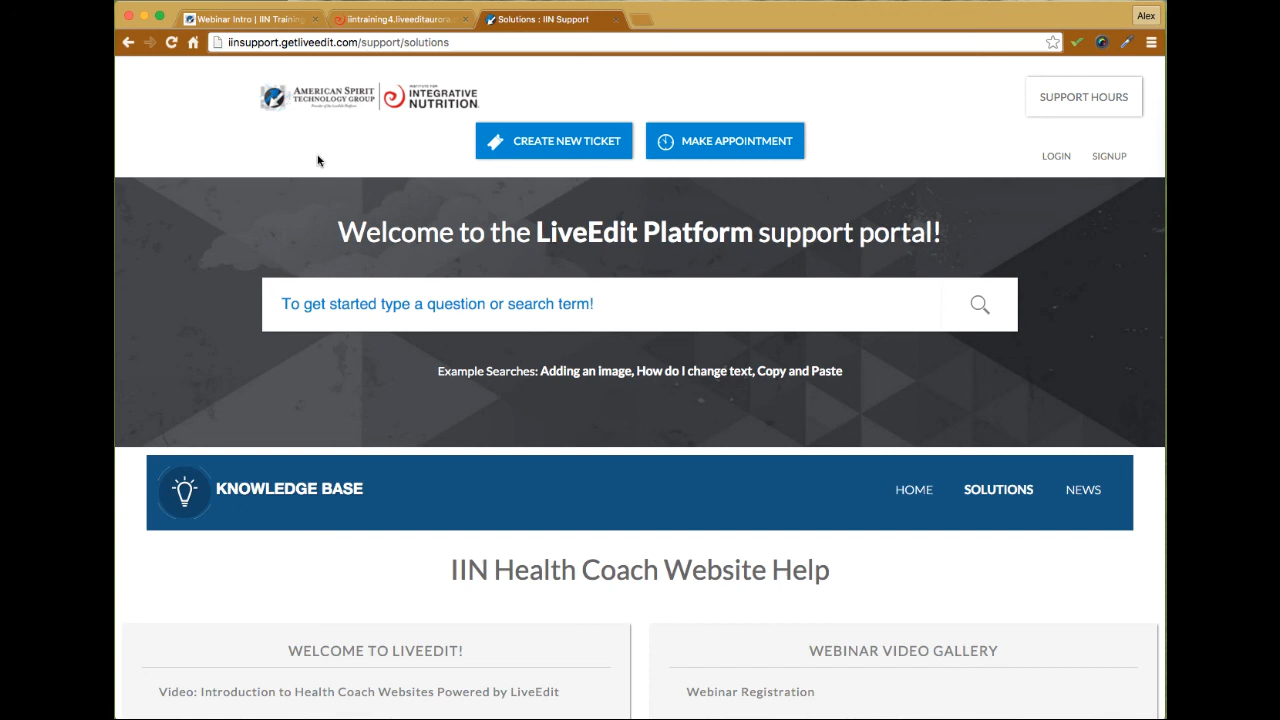 Webinar Intro | IIN Training
iintraining4.liveeditaurora.
Solutions : IIN Support
Alex
iinsupport.getliveedit.com/support/solutions
AMERICAN SPIRIT
TECHNOLOGY GROUP
INTEGRATIVE
NUTRITION
SUPPORT HOURS
CREATE NEW TICKET
MAKE APPOINTMENT
LOGIN
SIGNUP
Welcome to the LiveEdit Platform support portal!
To get started type a question or search term!
Example Searches: Adding an image, How do I change text, Copy and Paste
KNOWLEDGE BASE
HOME
SOLUTIONS
NEWS
IIN Health Coach Website Help
WELCOME TO LIVEEDIT!
WEBINAR VIDEO GALLERY
Video: Introduction to Health Coach Websites Powered by LiveEdit
Webinar Registration